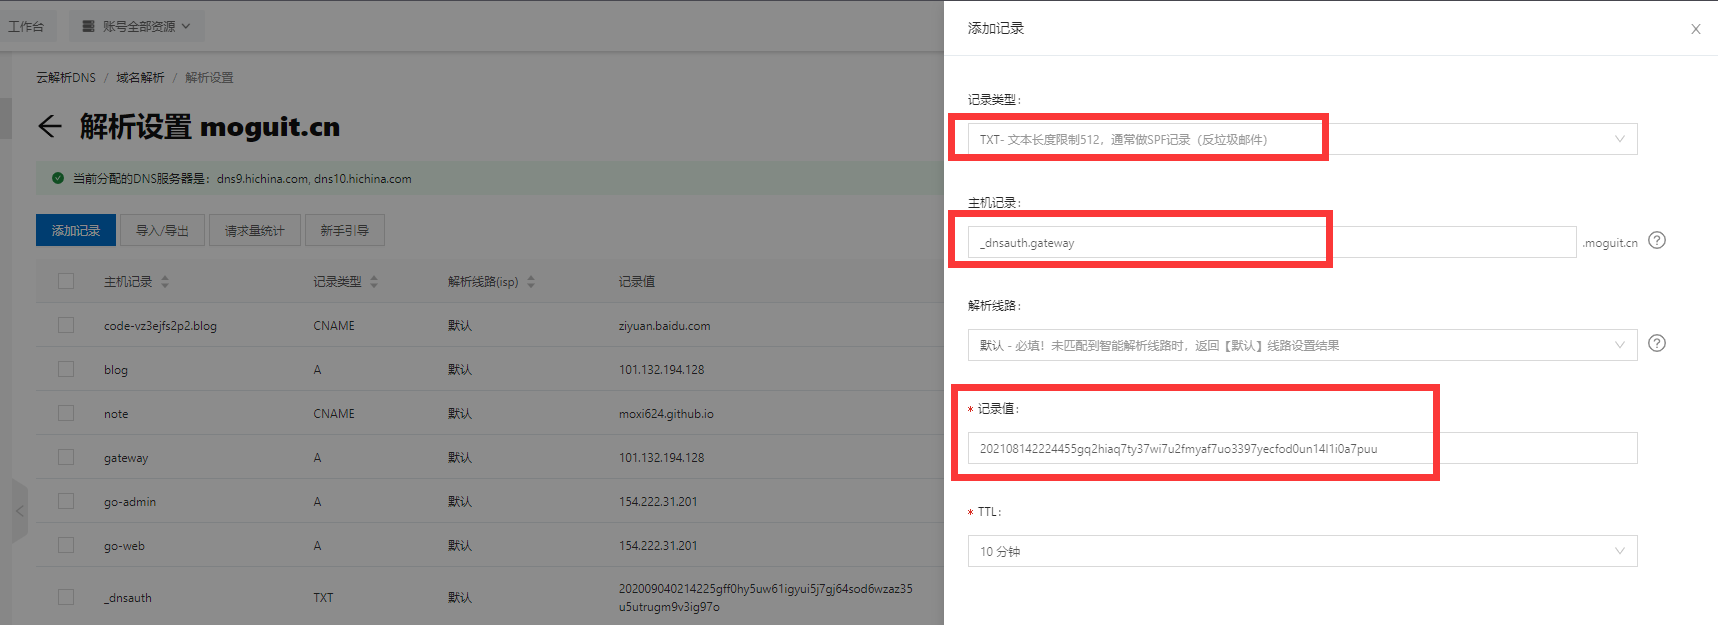 工作台 账号全部资源
云解析DNS / 域名解析 / 解析设置
解析设置 moguit.cn
当前分配的DNS服务器是: dns9.hichina.com, dns10.hichina.com
添加记录 导入/导出 请求量统计 新手引导
主机记录 记录类型 解析线路(isp) 记录值
code-vz3ejfs2p2.blog CNAME 默认 ziyuan.baidu.com
blog A 默认 101.132.194.128
note CNAME 默认 moxi624.github.io
gateway A 默认 101.132.194.128
go-admin A 默认 154.222.31.201
go-web A 默认 154.222.31.201
_dnsauth TXT 默认 202009040214225gff0hy5uw61igyui5j7gj64sod6wzaz35
u5utrugm9v3ig97o
添加记录
记录类型:
TXT- 文本长度限制512，通常做SPF记录（反垃圾邮件）
主机记录:
_dnsauth.gateway .moguit.cn
解析线路:
默认 - 必填！未匹配到智能解析线路时，返回【默认】线路设置结果
* 记录值:
202108142224455gq2hiaq7ty37wi7u2fmyaf7uo3397yecfod0un14l1i0a7puu
* TTL:
10 分钟